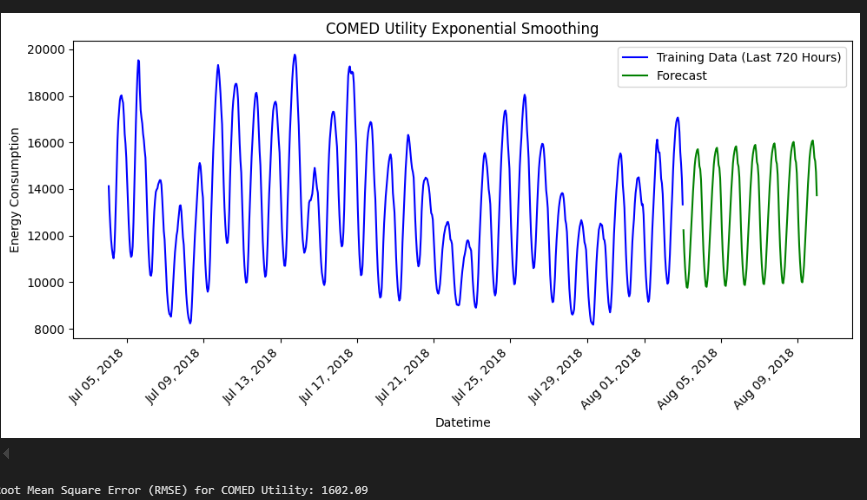 COMED Utility Exponential Smoothing
Training Data (Last 720 Hours)
Forecast
Energy Consumption
20000
18000
16000
14000
12000
10000
8000
Jul 05, 2018
Jul 09, 2018
Jul 13, 2018
Jul 17, 2018
Jul 21, 2018
Jul 25, 2018
Jul 29, 2018
Aug 01, 2018
Aug 05, 2018
Aug 09, 2018
Datetime
oot Mean Square Error (RMSE) for COMED Utility: 1602.09